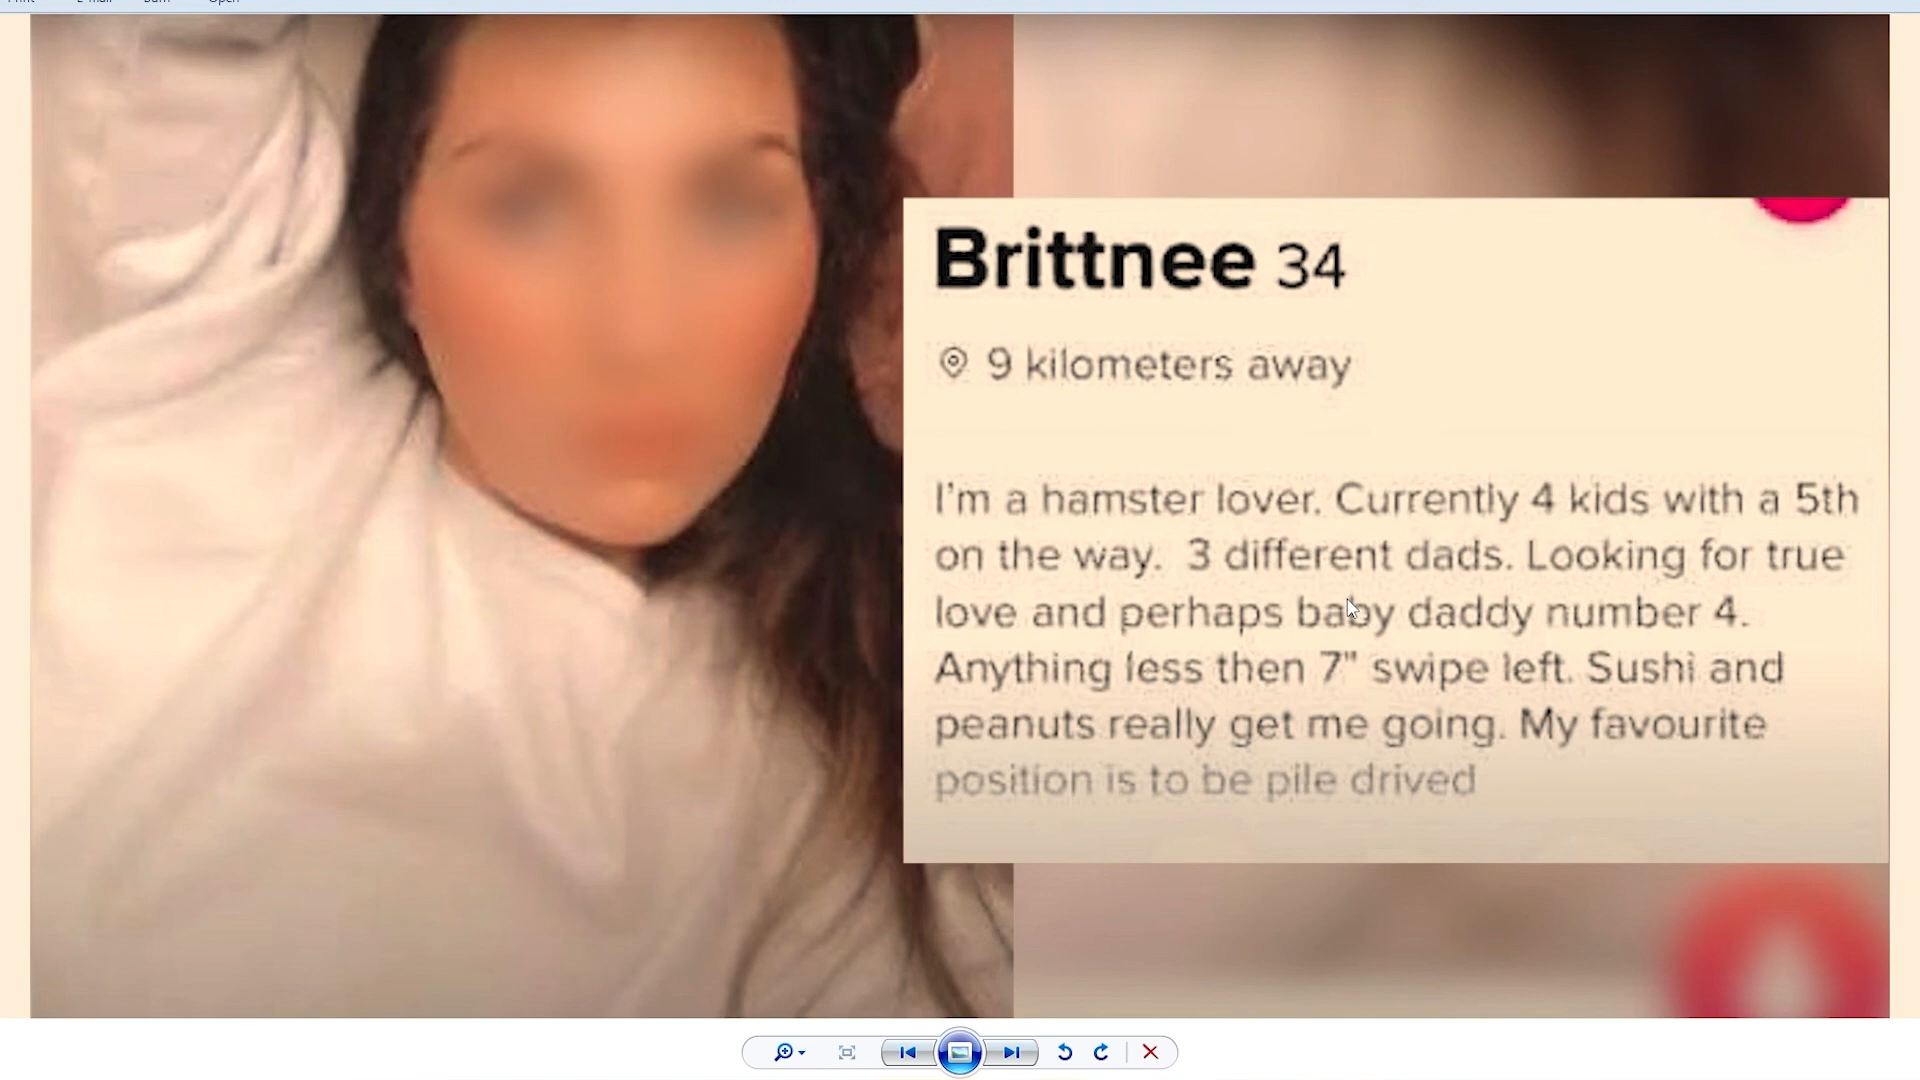 Brittnee 34
9 kilometers away
I'm a hamster lover. Currently 4 kids with a 5th
on the way.  3 different dads. Looking for true
love and perhaps baby daddy number 4.
Anything less then 7" swipe left. Sushi and
peanuts really get me going. My favourite
position is to be pile drived